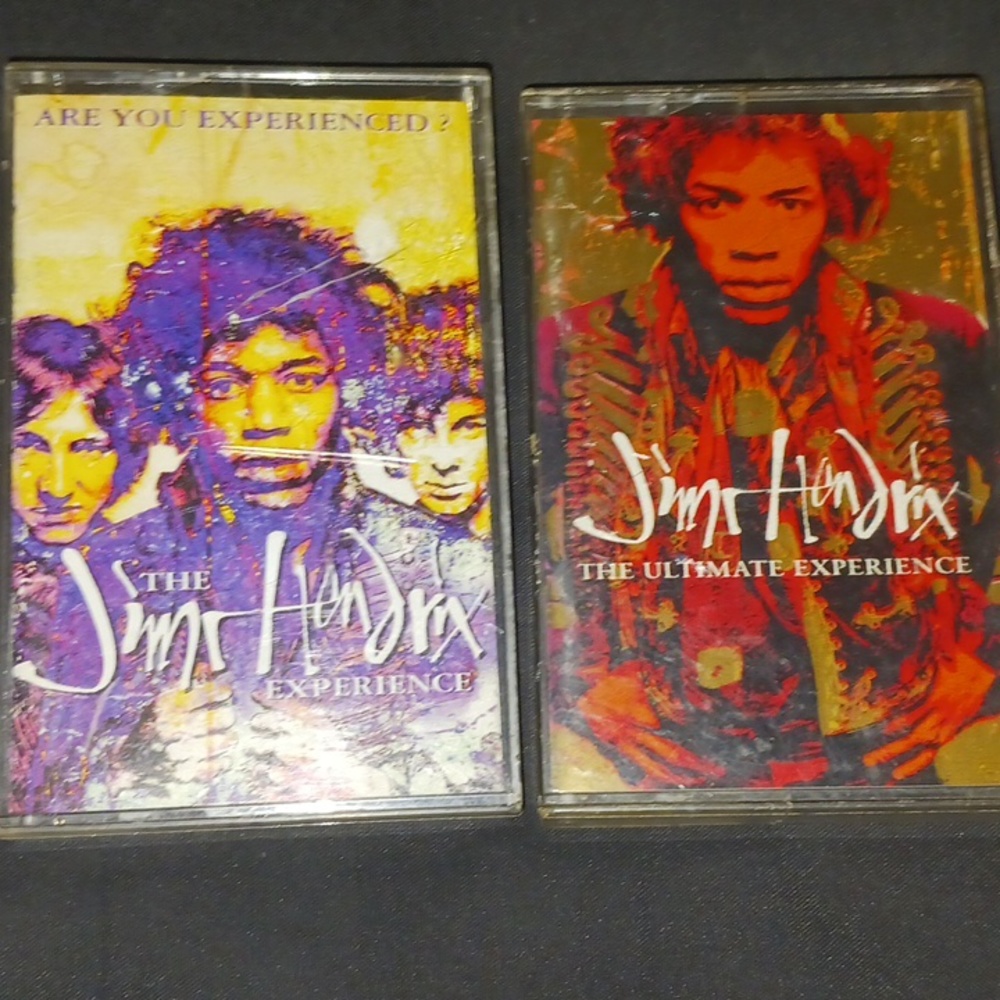 ARE YOU EXPERIENCED ?
THE
Jimi Hendrix
EXPERIENCE
Jimi Hendrix
THE ULTIMATE EXPERIENCE